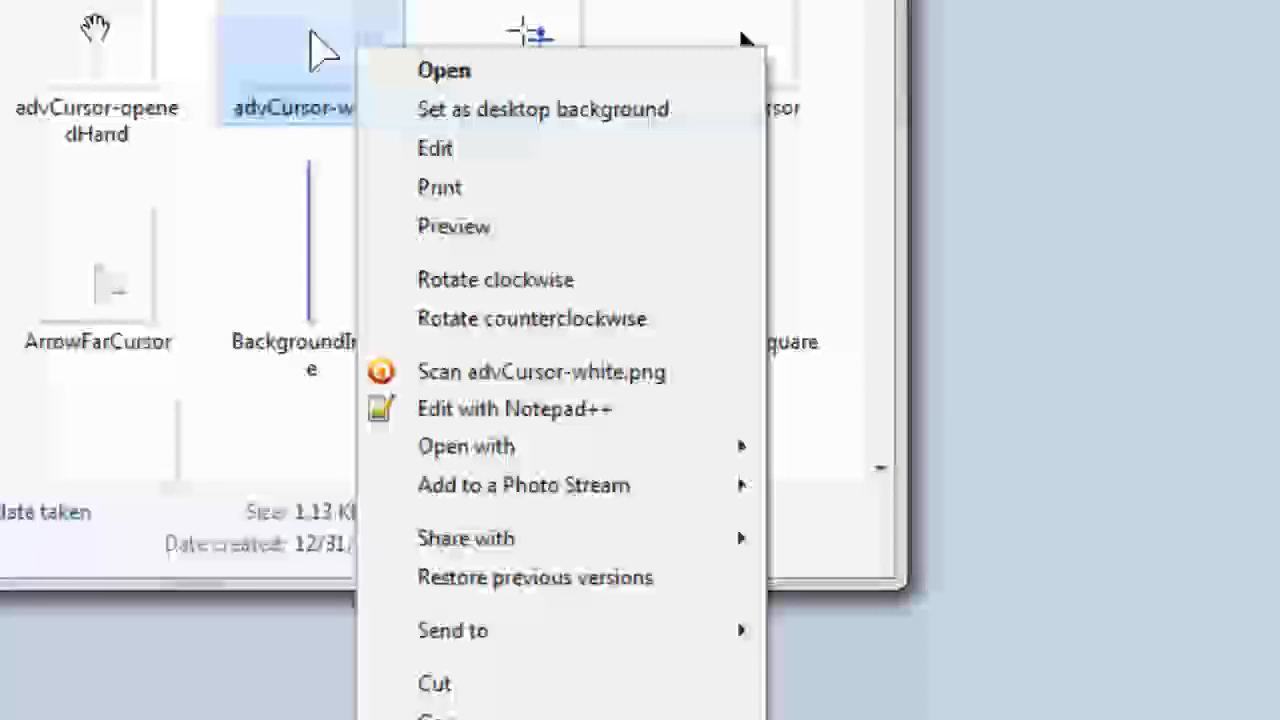 advCursor-opene
dHand
advCursor-w
rsor
Open
Set as desktop background
Edit
Print
Preview
Rotate clockwise
Rotate counterclockwise
Scan advCursor-white.png
Edit with Notepad++
Open with
Add to a Photo Stream
Share with
Restore previous versions
Send to
Cut
ArrowFarCursor
BackgroundIn
e
quare
late taken
Size: 1.13 K
Date created: 12/31/